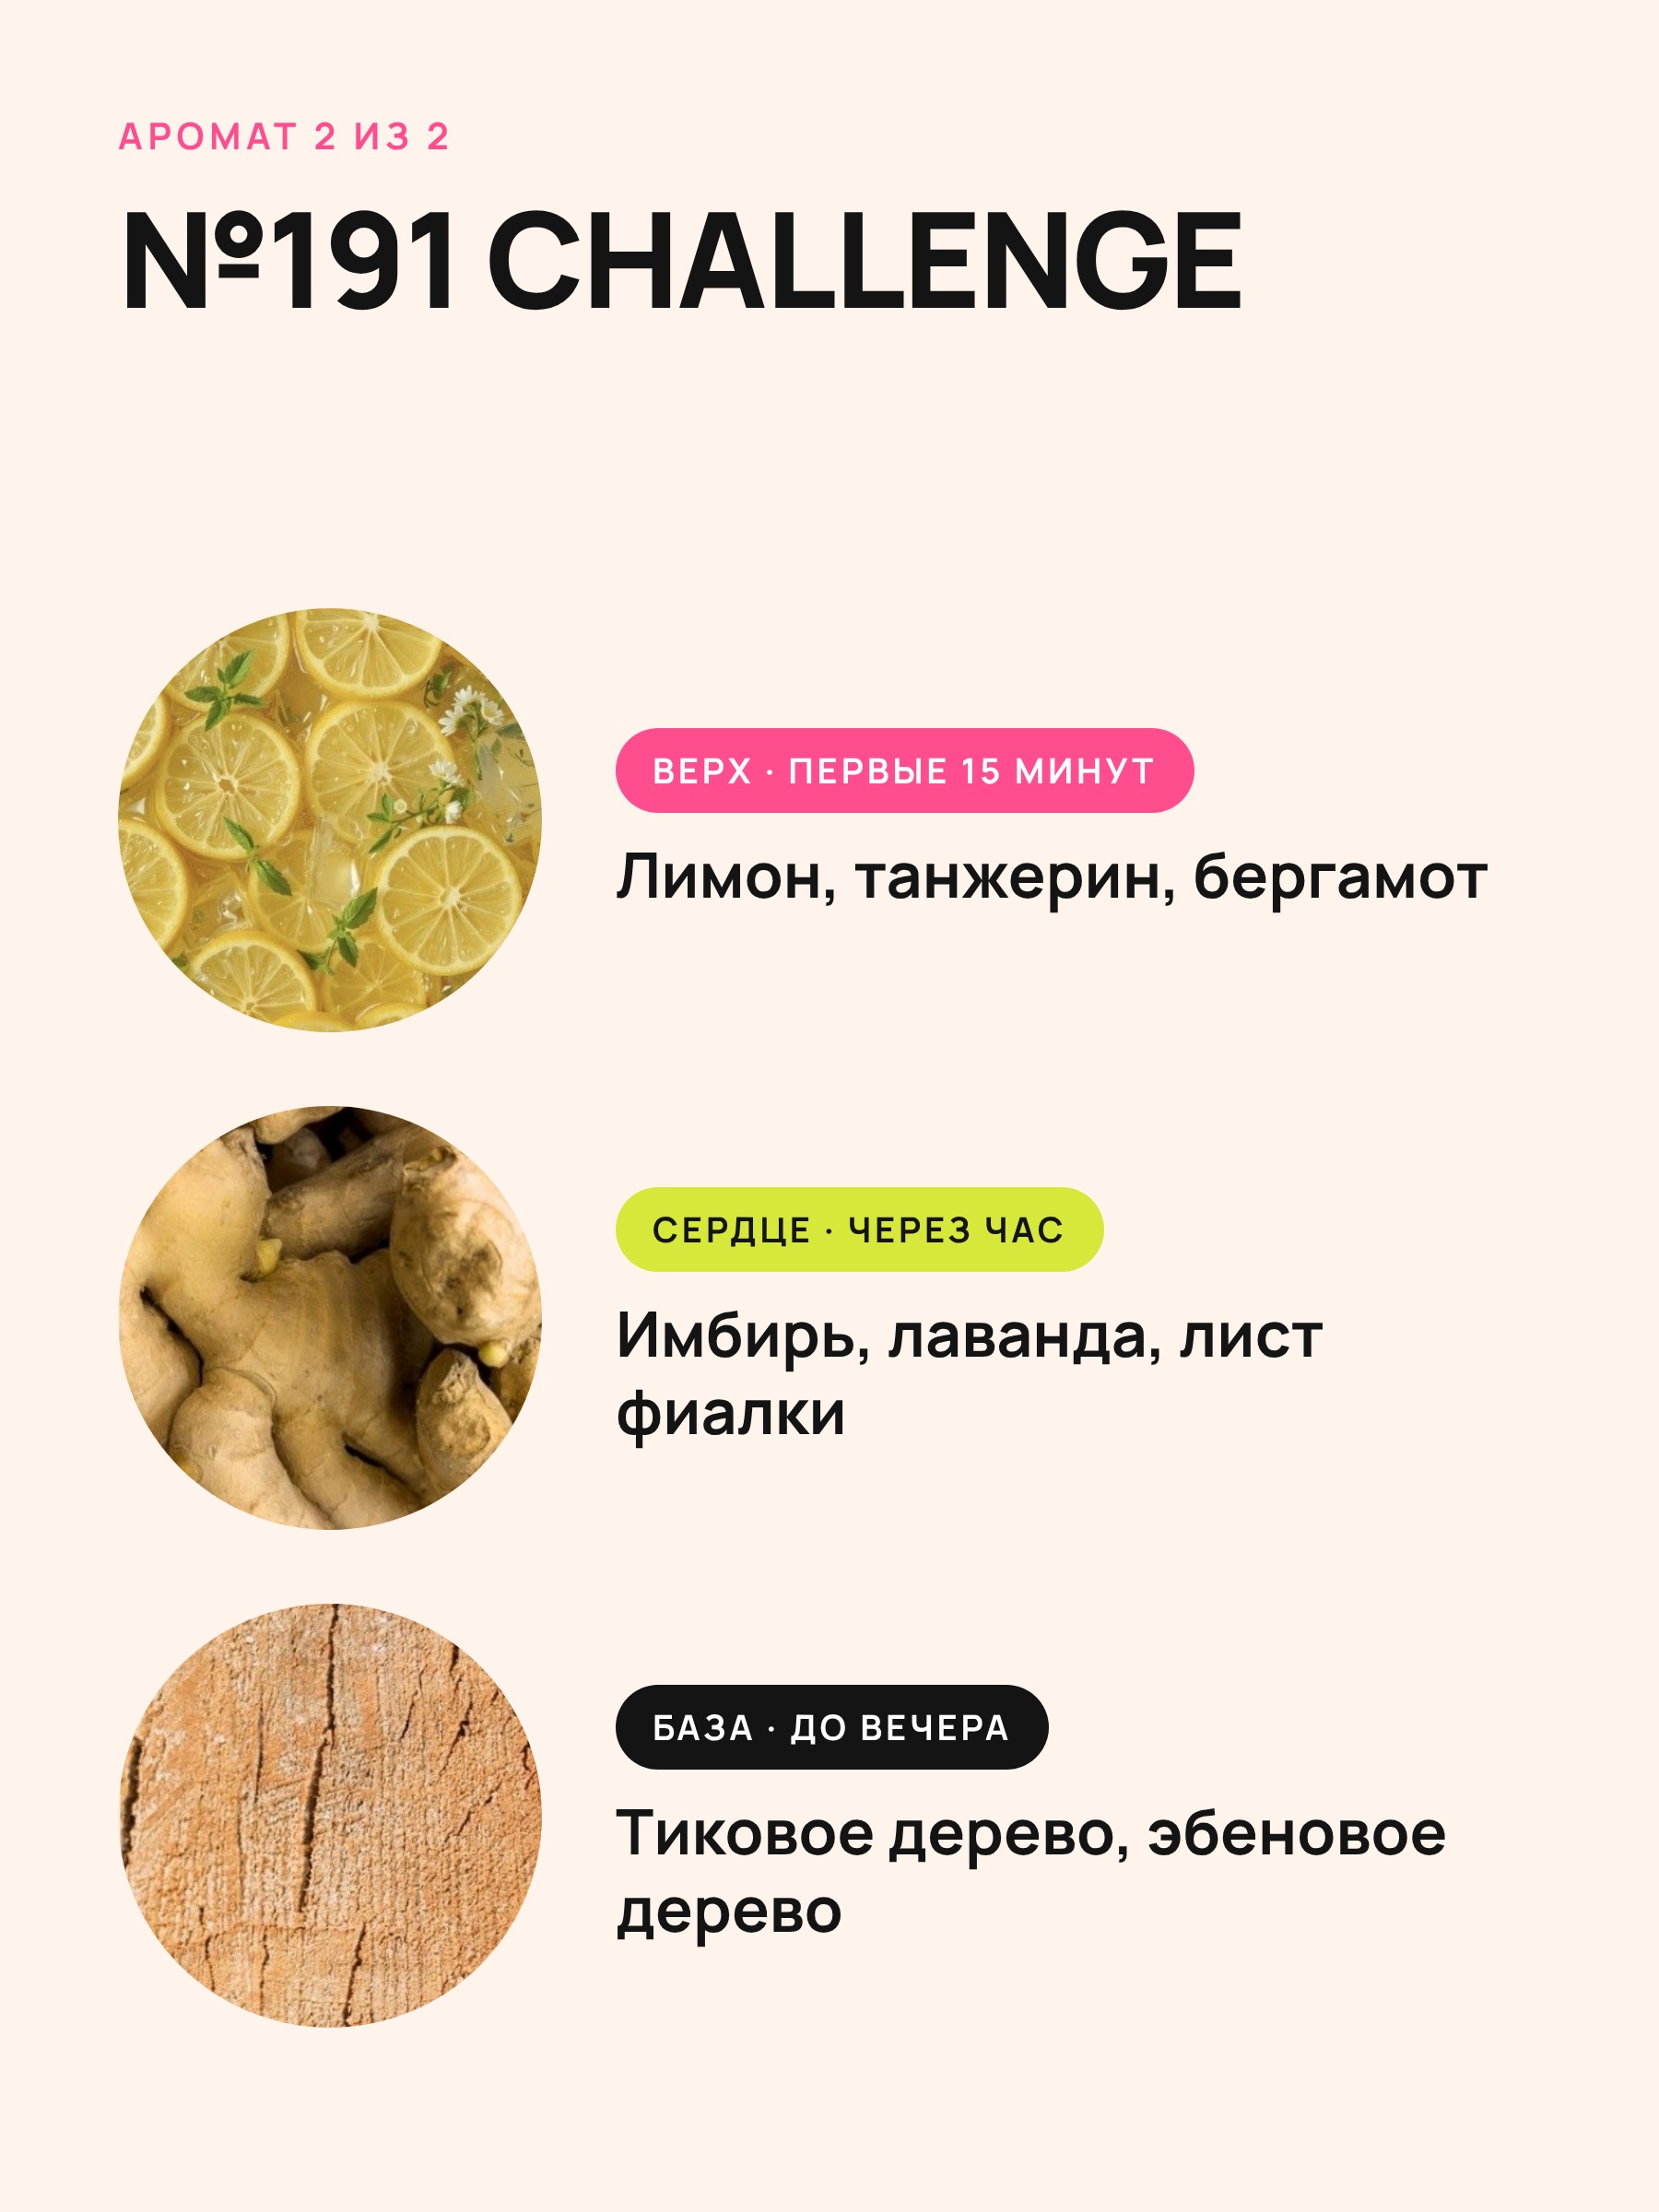 АРОМАТ 2 ИЗ 2
№191 CHALLENGE
ВЕРХ · ПЕРВЫЕ 15 МИНУТ
Лимон, танжерин, бергамот
СЕРДЦЕ · ЧЕРЕЗ ЧАС
Имбирь, лаванда, лист
фиалки
БАЗА · ДО ВЕЧЕРА
Тиковое дерево, эбеновое
дерево